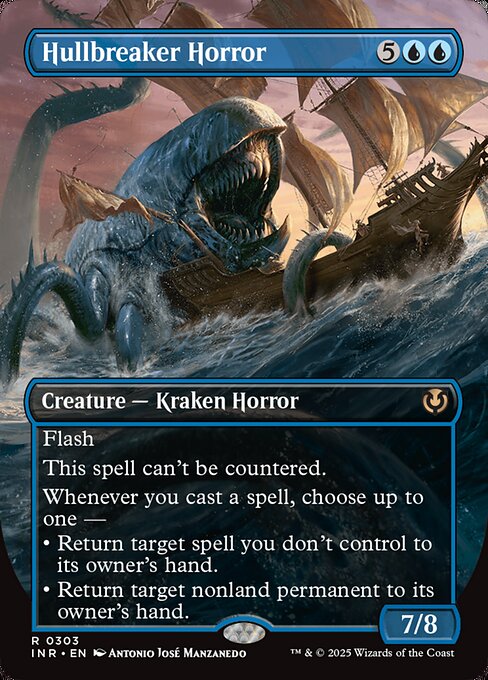 Hullbreaker Horror 5
Creature — Kraken Horror
Flash
This spell can't be countered.
Whenever you cast a spell, choose up to
one —
• Return target spell you don't control to
its owner's hand.
• Return target nonland permanent to its
owner's hand.
7/8
R 0303
INR • EN Antonio José Manzanedo
™ & © 2025 Wizards of the Coast